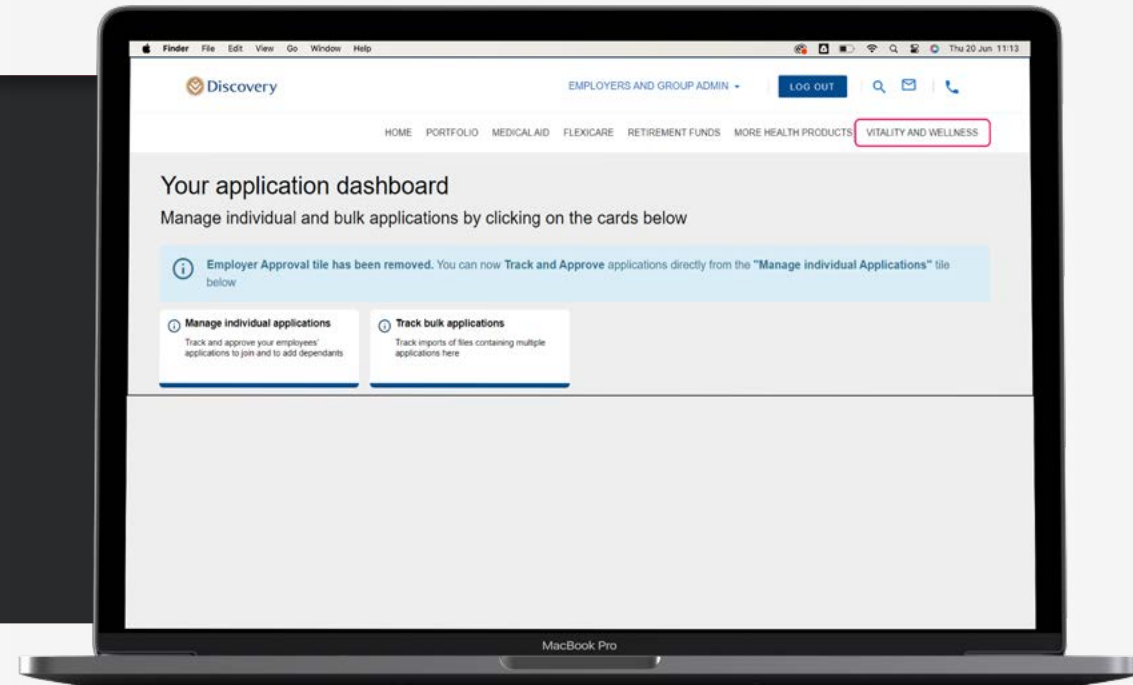 Finder File Edit View Go Window Help Thu 20 Jun 11:13
Discovery EMPLOYERS AND GROUP ADMIN LOG OUT
HOME PORTFOLIO MEDICAL AID FLEXICARE RETIREMENT FUNDS MORE HEALTH PRODUCTS VITALITY AND WELLNESS
Your application dashboard
Manage individual and bulk applications by clicking on the cards below
Employer Approval tile has been removed. You can now Track and Approve applications directly from the "Manage individual Applications" tile
below
Manage individual applications
Track and approve your employees'
applications to join and to add dependants
Track bulk applications
Track imports of files containing multiple
applications here
MacBook Pro